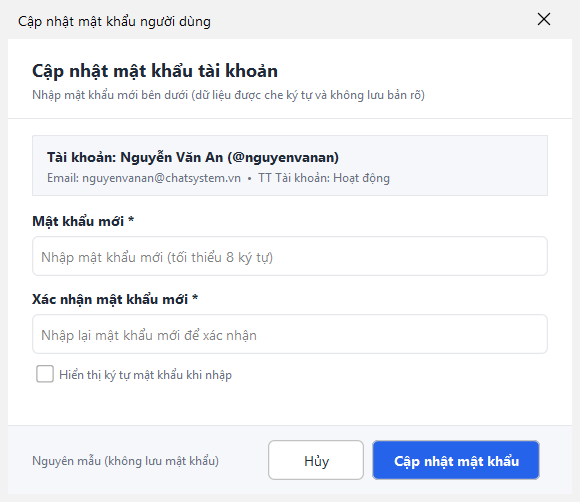 Cập nhật mật khẩu người dùng
Cập nhật mật khẩu tài khoản
Nhập mật khẩu mới bên dưới (dữ liệu được che ký tự và không lưu bản rõ)
Tài khoản: Nguyễn Văn An (@nguyenvanan)
Email: nguyenvanan@chatsystem.vn • TT Tài khoản: Hoạt động
Mật khẩu mới *
Nhập mật khẩu mới (tối thiểu 8 ký tự)
Xác nhận mật khẩu mới *
Nhập lại mật khẩu mới để xác nhận
Hiển thị ký tự mật khẩu khi nhập
Nguyên mẫu (không lưu mật khẩu)
Hủy
Cập nhật mật khẩu